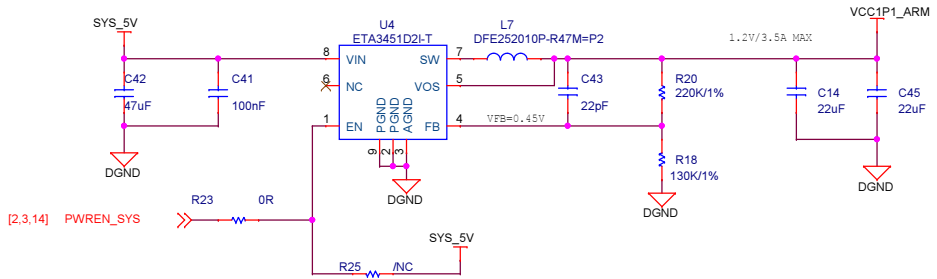 SYS_5V
U4
ETA3451D2I-T
L7
DFE252010P-R47M=P2
VCC1P1_ARM
1.2V/3.5A MAX
8 VIN SW 7
6 NC VOS 5
1 EN FB 4
PGND PGND AGND
9 2 3
C42
47uF
C41
100nF
C43
22pF
R20
220K/1%
C14
22uF
C45
22uF
VFB=0.45V
R18
130K/1%
DGND
DGND
DGND
DGND
R23 0R
[2,3,14] PWREN_SYS
SYS_5V
R25 /NC